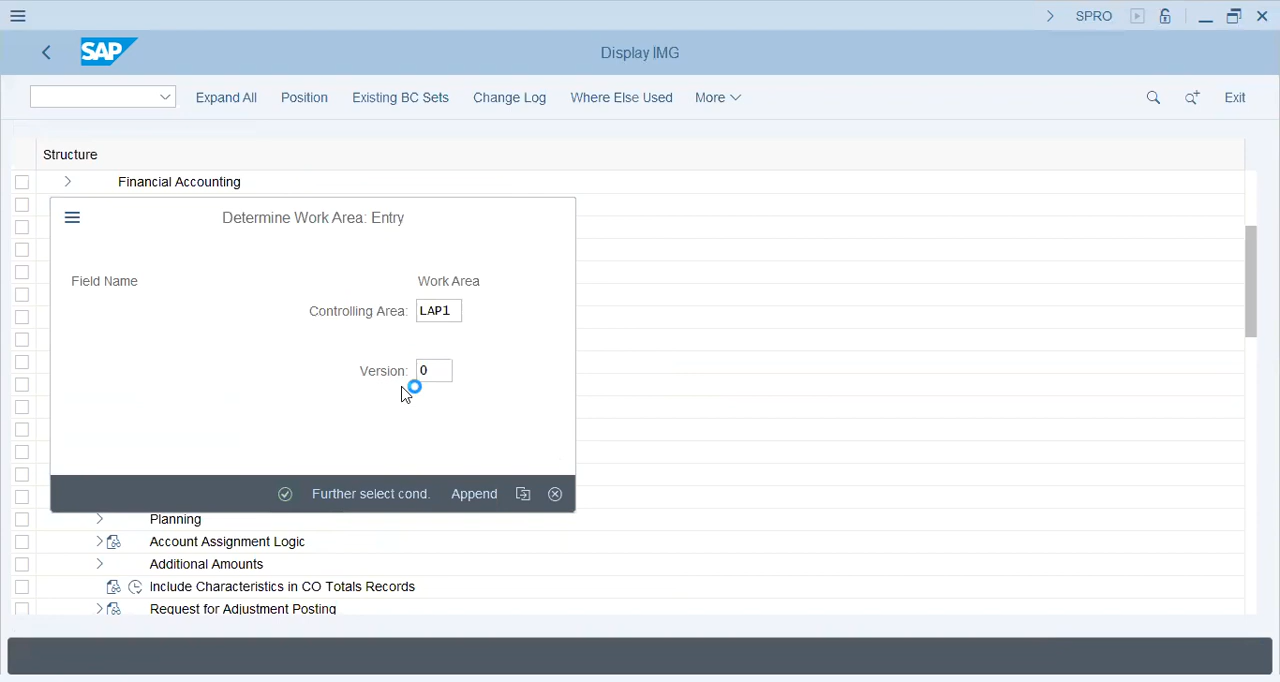 SPRO
SAP
Display IMG
Expand All
Position
Existing BC Sets
Change Log
Where Else Used
More
Exit
Structure
Financial Accounting
Determine Work Area: Entry
Field Name
Work Area
Controlling Area: LAP1
Version: 0
Further select cond.
Append
Planning
Account Assignment Logic
Additional Amounts
Include Characteristics in CO Totals Records
Request for Adjustment Posting